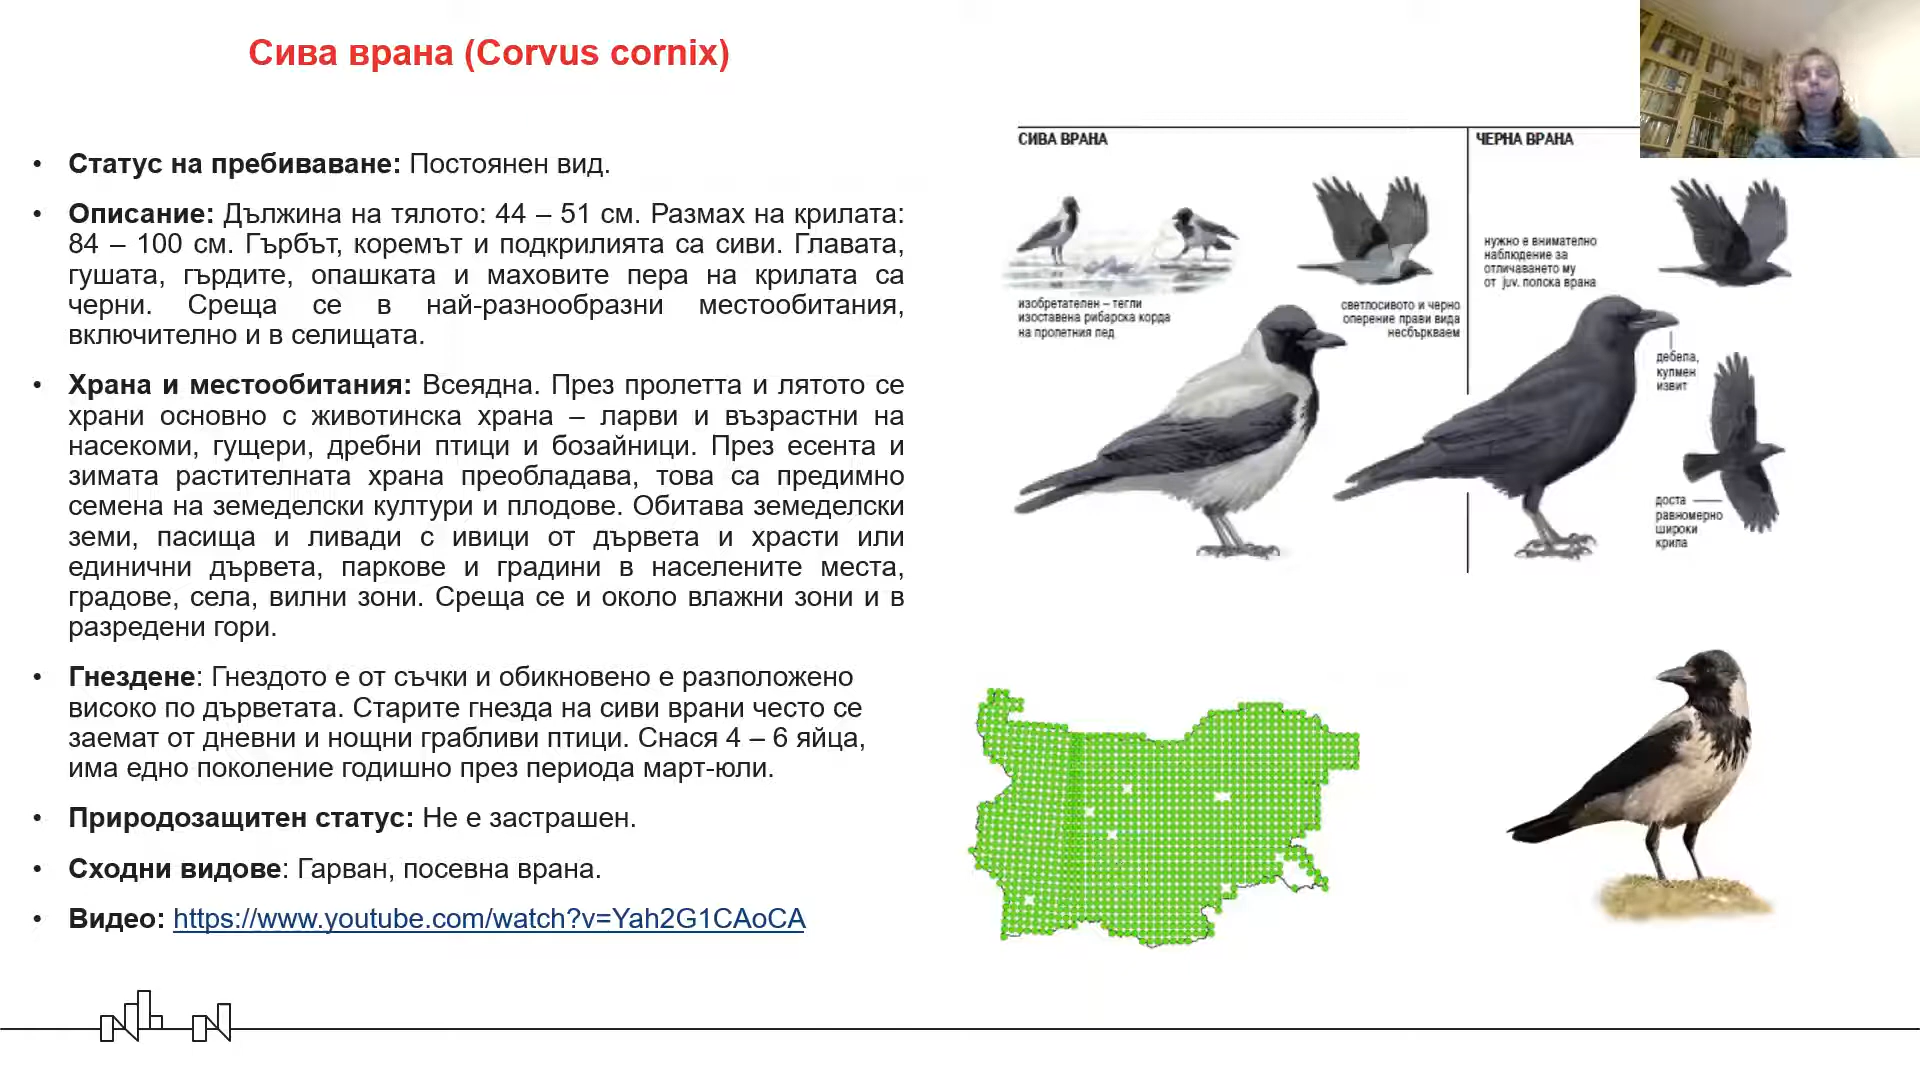 Сива врана (Corvus cornix)
• Статус на пребиваване: Постоянен вид.
• Описание: Дължина на тялото: 44 – 51 см. Размах на крилата:
84 – 100 см. Гърбът, коремът и подкрилията са сиви. Главата,
гушата, гърдите, опашката и маховите пера на крилата са
черни. Среща се в най-разнообразни местообитания,
включително и в селищата.
• Храна и местообитания: Всеядна. През пролетта и лятото се
храни основно с животинска храна – ларви и възрастни на
насекоми, гущери, дребни птици и бозайници. През есента и
зимата растителната храна преобладава, това са предимно
семена на земеделски култури и плодове. Обитава земеделски
земи, пасища и ливади с ивици от дървета и храсти или
единични дървета, паркове и градини в населените места,
градове, села, вилни зони. Среща се и около влажни зони и в
разредени гори.
• Гнездене: Гнездото е от съчки и обикновено е разположено
високо по дърветата. Старите гнезда на сиви врани често се
заемат от дневни и нощни грабливи птици. Снася 4 – 6 яйца,
има едно поколение годишно през периода март-юли.
• Природозащитен статус: Не е застрашен.
• Сходни видове: Гарван, посевна врана.
• Видео: https://www.youtube.com/watch?v=Yah2G1CAoCA
СИВА ВРАНА
изобретателен – тегли
изоставена рибарска корда
на пролетния лед
светлосивото и черно
оперение прави вида
несбъркваем
ЧЕРНА ВРАНА
нужно е внимателно
наблюдение за
отличаването му
от juv. полска врана
дебела,
кулмен
извит
доста
равномерно
широки
крила